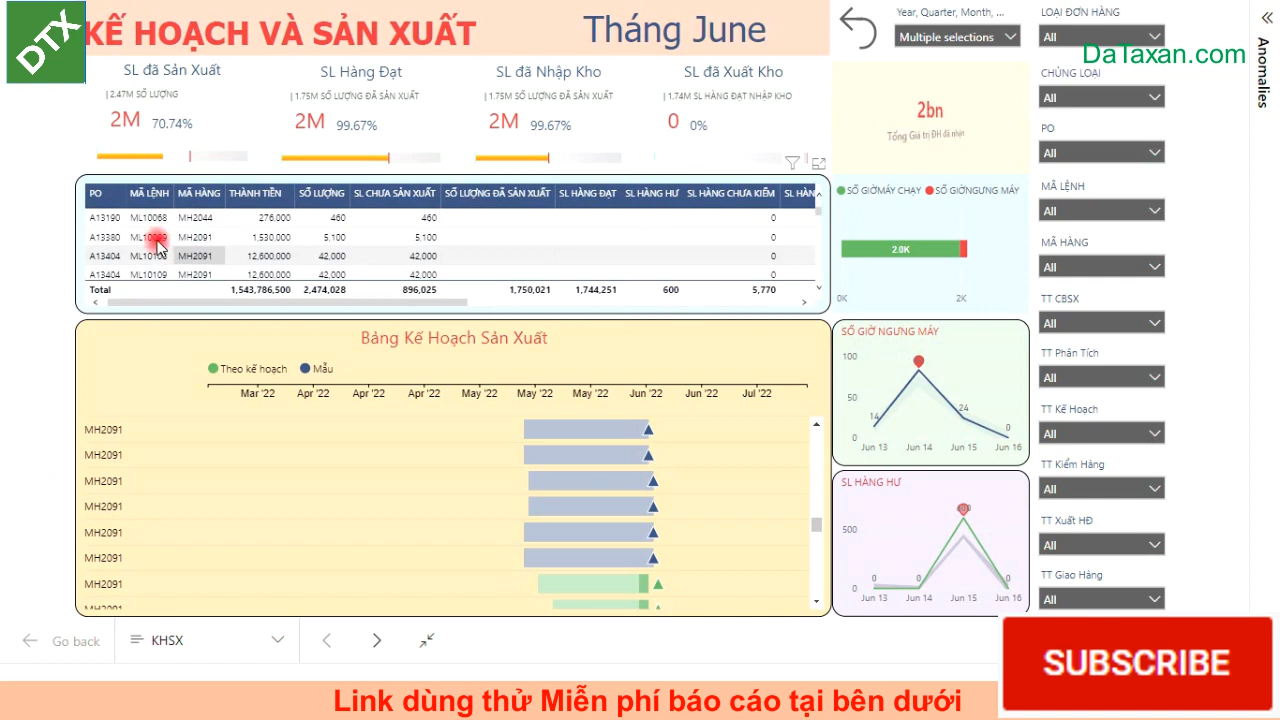 DTX
KẾ HOẠCH VÀ SẢN XUẤT
Tháng June
Year, Quarter, Month, ...
Multiple selections
LOẠI ĐƠN HÀNG
All
DaTaxan.com
Anomalies
SL đã Sản Xuất
| 2.47M SỐ LƯỢNG
2M 70.74%
SL Hàng Đạt
| 1.75M SỐ LƯỢNG ĐÃ SẢN XUẤT
2M 99.67%
SL đã Nhập Kho
| 1.75M SỐ LƯỢNG ĐÃ SẢN XUẤT
2M 99.67%
SL đã Xuất Kho
| 1.74M SL HÀNG ĐẠT NHẬP KHO
0 0%
2bn
Tổng Giá trị ĐH đã nhận
CHỦNG LOẠI
All
PO
All
MÃ LỆNH
All
MÃ HÀNG
All
TT CBSX
All
TT Phân Tích
All
TT Kế Hoạch
All
TT Kiểm Hàng
All
TT Xuất HĐ
All
TT Giao Hàng
All
PO MÃ LỆNH MÃ HÀNG THÀNH TIỀN SỐ LƯỢNG SL CHƯA SẢN XUẤT SỐ LƯỢNG ĐÃ SẢN XUẤT SL HÀNG ĐẠT SL HÀNG HƯ SL HÀNG CHƯA KIỂM SL HÀN
A13190 ML10068 MH2044 276,000 460 460 0
A13380 MH2091 1,530,000 5,100 5,100 0
A13404 MH2091 12,600,000 42,000 42,000 0
A13404 ML10109 MH2091 12,600,000 42,000 42,000 0
Total 1,543,786,500 2,474,028 896,025 1,750,021 1,744,251 600 5,770
SỐ GIỜ MÁY CHẠY SỐ GIỜ NGƯNG MÁY
2.0K
0K 2K
Bảng Kế Hoạch Sản Xuất
Theo kế hoạch Mẫu
Mar '22 Apr '22 Apr '22 Apr '22 May '22 May '22 May '22 Jun '22 Jun '22 Jul '22
MH2091
MH2091
MH2091
MH2091
MH2091
MH2091
MH2091
MH2091
SỐ GIỜ NGƯNG MÁY
100
50
0
14
24
0
Jun 13 Jun 14 Jun 15 Jun 16
SL HÀNG HƯ
500
0
0 0 0
Jun 13 Jun 14 Jun 15 Jun 16
Go back
KHSX
SUBSCRIBE
Link dùng thử Miễn phí báo cáo tại bên dưới